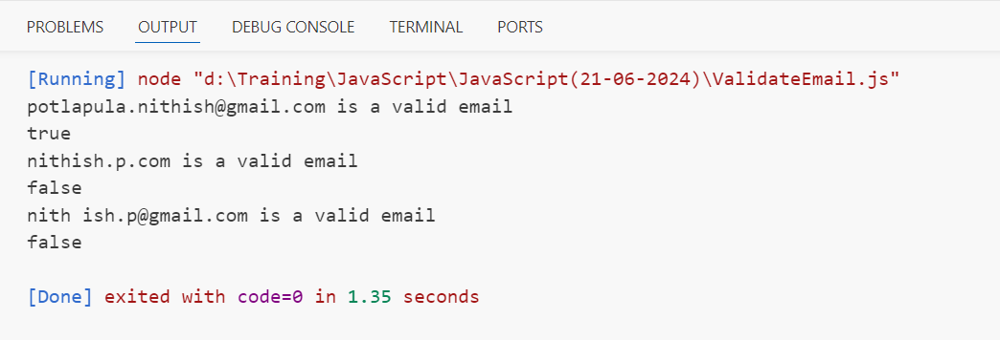 PROBLEMS OUTPUT DEBUG CONSOLE TERMINAL PORTS
[Running] node "d:\Training\JavaScript\JavaScript(21-06-2024)\ValidateEmail.js"
potlapula.nithish@gmail.com is a valid email
true
nithish.p.com is a valid email
false
nith ish.p@gmail.com is a valid email
false
[Done] exited with code=0 in 1.35 seconds